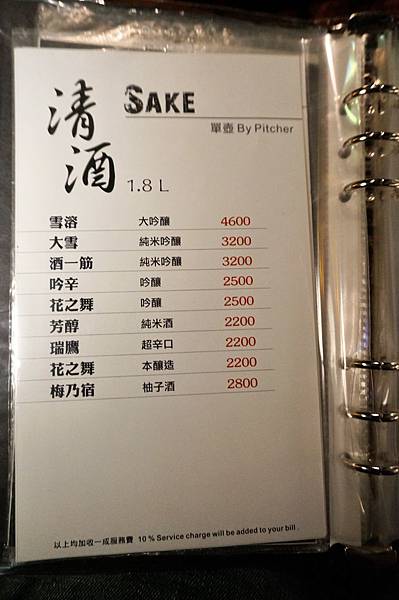 清酒
SAKE
單壺 By Pitcher
1.8 L
雪溶 大吟釀 4600
大雪 純米吟釀 3200
酒一筋 純米吟釀 3200
吟辛 吟釀 2500
花之舞 吟釀 2500
芳醇 純米酒 2200
瑞鷹 超辛口 2200
花之舞 本釀造 2200
梅乃宿 柚子酒 2800
以上均加收一成服務費 10 % Service charge will be added to your bill .